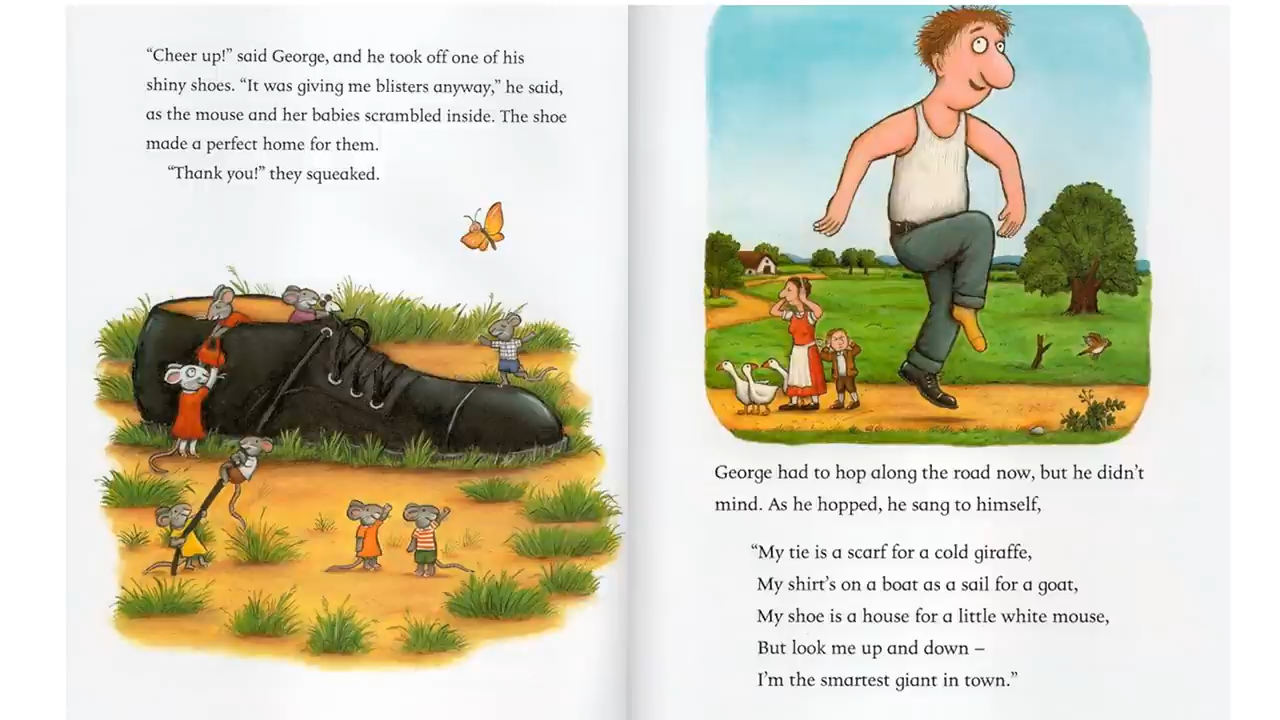 “Cheer up!” said George, and he took off one of his
shiny shoes. “It was giving me blisters anyway,” he said,
as the mouse and her babies scrambled inside. The shoe
made a perfect home for them.
“Thank you!” they squeaked.
George had to hop along the road now, but he didn’t
mind. As he hopped, he sang to himself,
“My tie is a scarf for a cold giraffe,
My shirt’s on a boat as a sail for a goat,
My shoe is a house for a little white mouse,
But look me up and down –
I’m the smartest giant in town.”